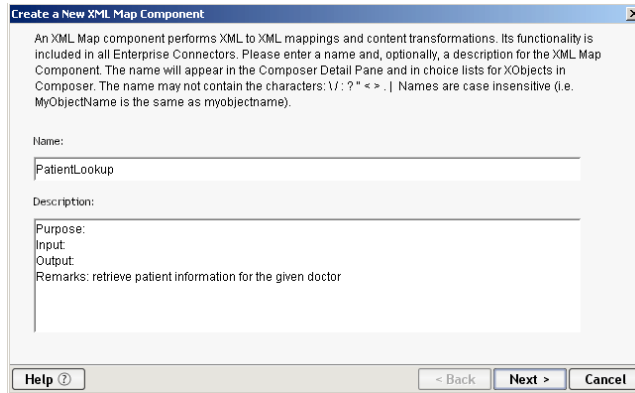 Create a New XML Map Component
An XML Map component performs XML to XML mappings and content transformations. Its functionality is
included in all Enterprise Connectors. Please enter a name and, optionally, a description for the XML Map
Component. The name will appear in the Composer Detail Pane and in choice lists for XObjects in
Composer. The name may not contain the characters: \ / : ? " < > . | Names are case insensitive (i.e.
MyObjectName is the same as myobjectname).
Name:
PatientLookup
Description:
Purpose:
Input:
Output:
Remarks: retrieve patient information for the given doctor
Help ? < Back Next > Cancel